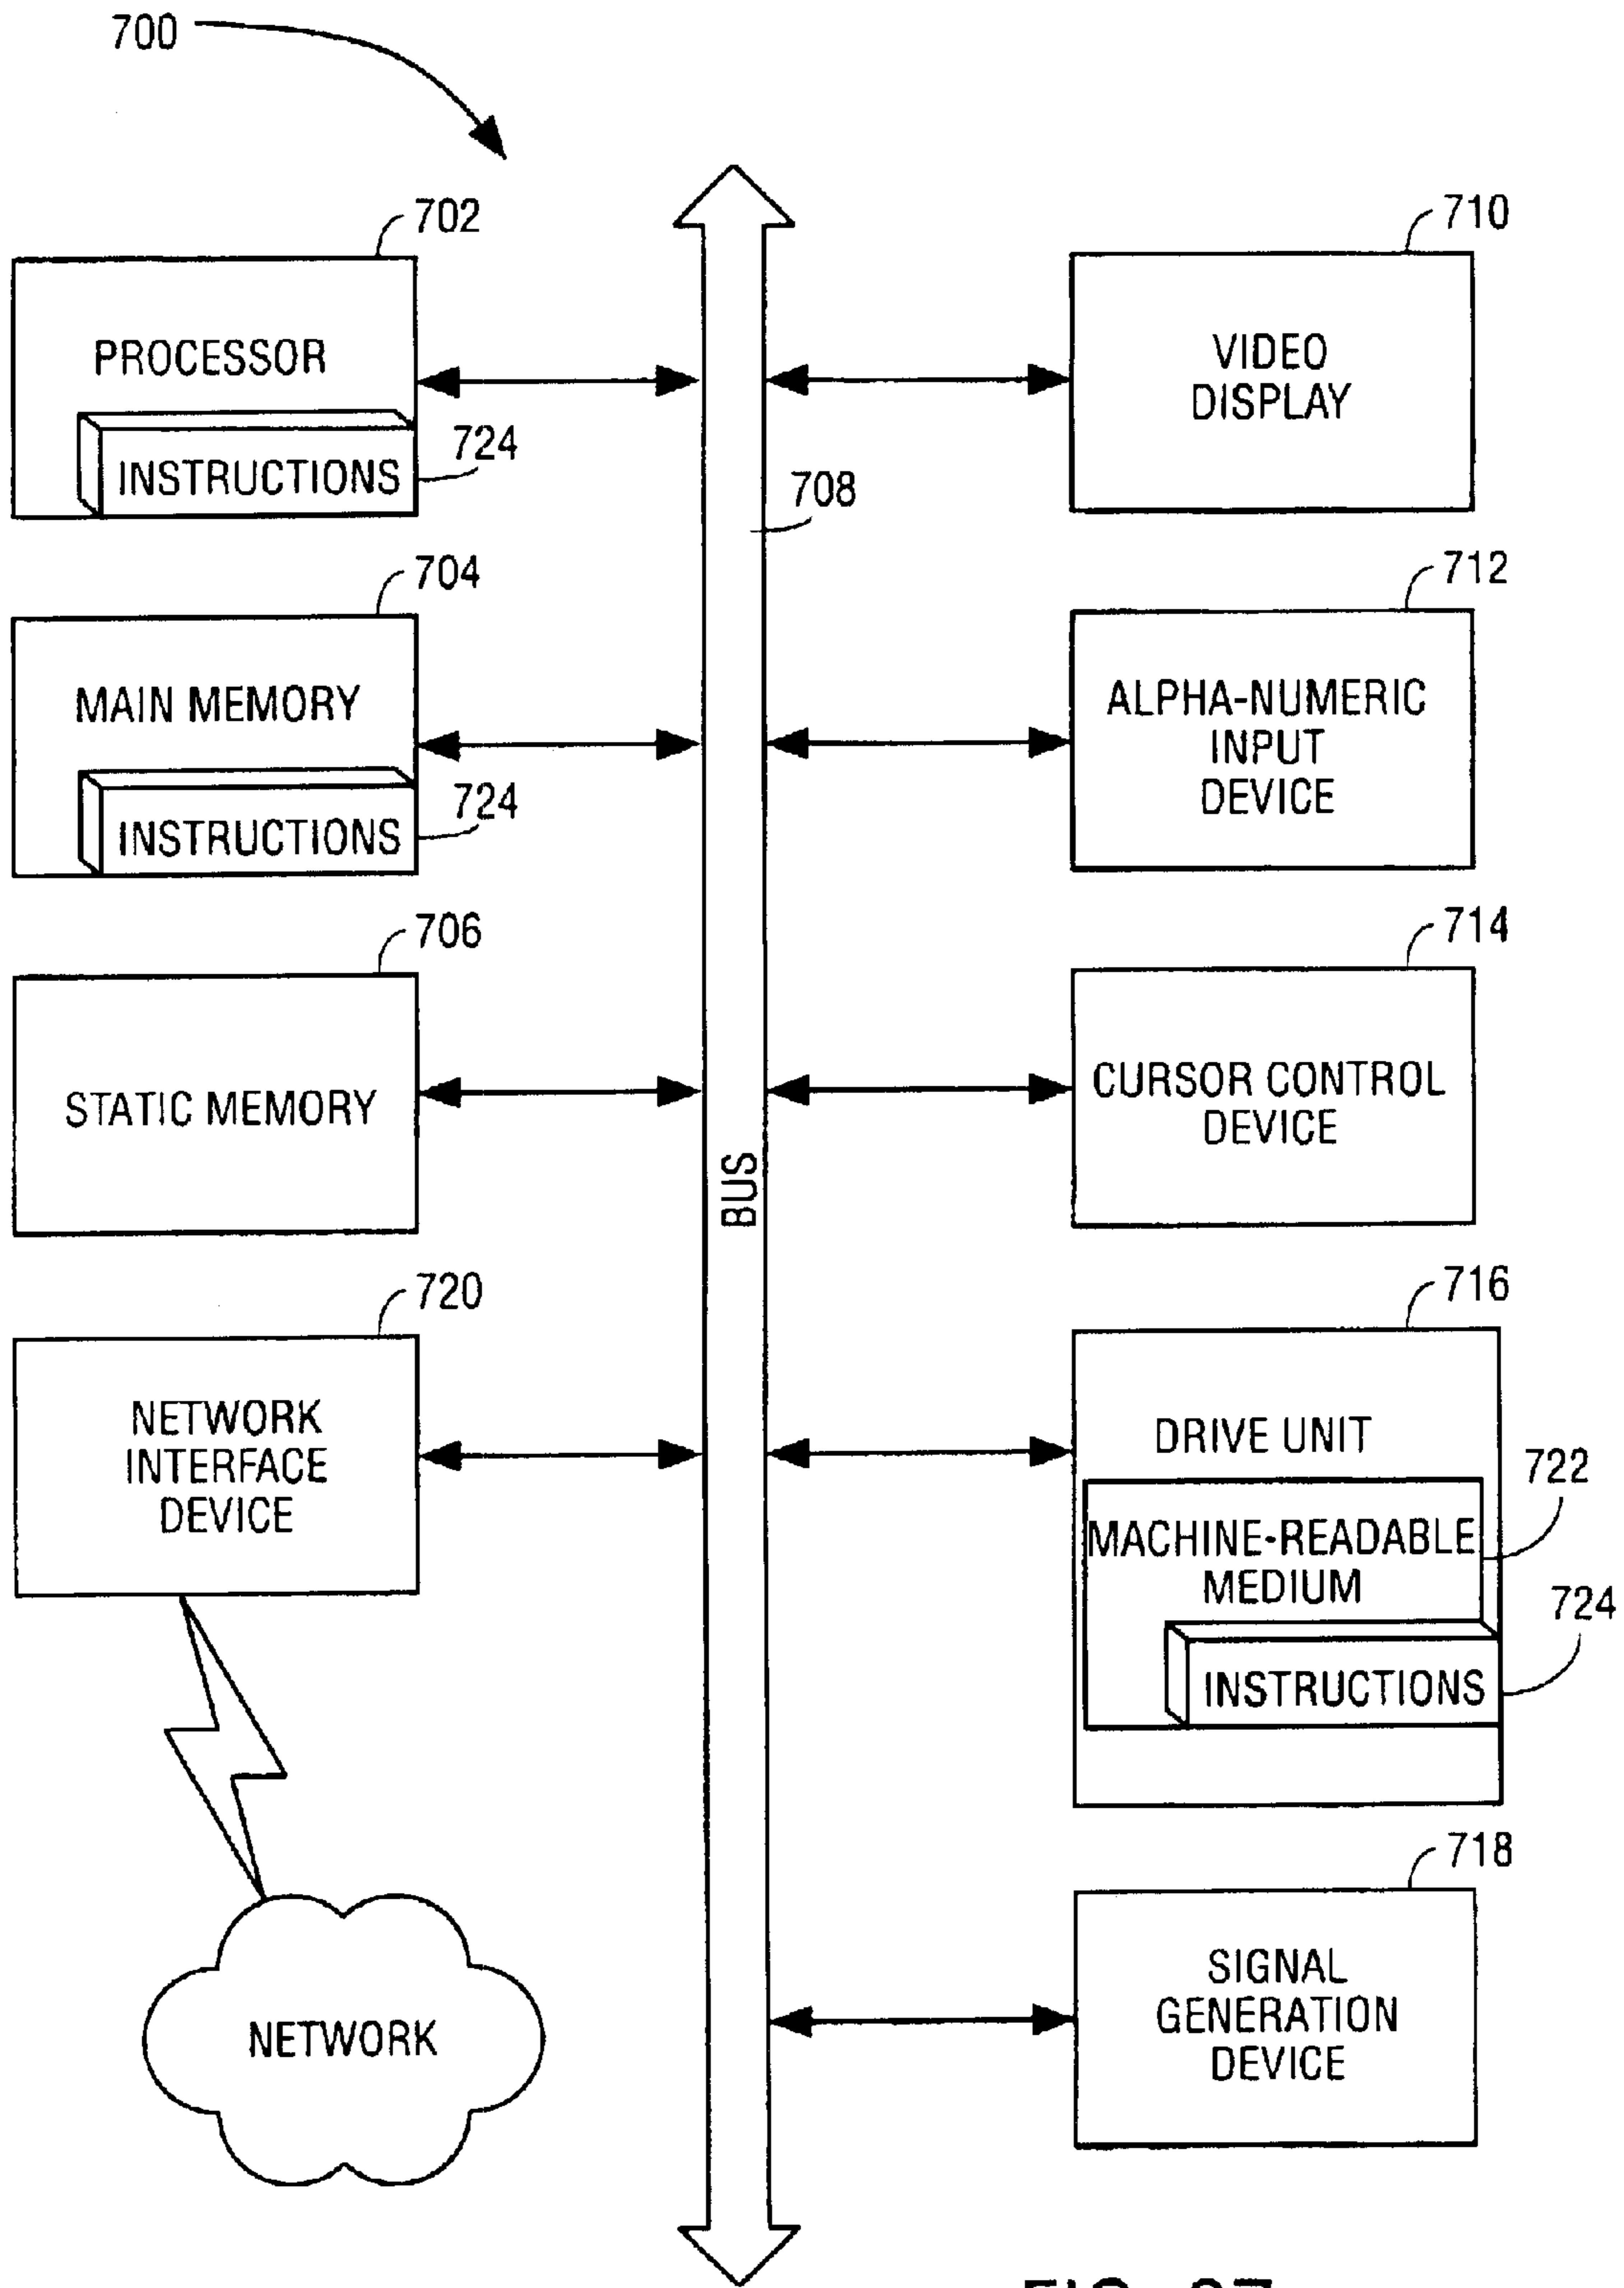 700
702
PROCESSOR
INSTRUCTIONS
724
704
MAIN MEMORY
INSTRUCTIONS
724
706
STATIC MEMORY
720
NETWORK
INTERFACE
DEVICE
NETWORK
708
BUS
710
VIDEO
DISPLAY
712
ALPHA-NUMERIC
INPUT
DEVICE
714
CURSOR CONTROL
DEVICE
716
DRIVE UNIT
722
MACHINE-READABLE
MEDIUM
724
INSTRUCTIONS
718
SIGNAL
GENERATION
DEVICE